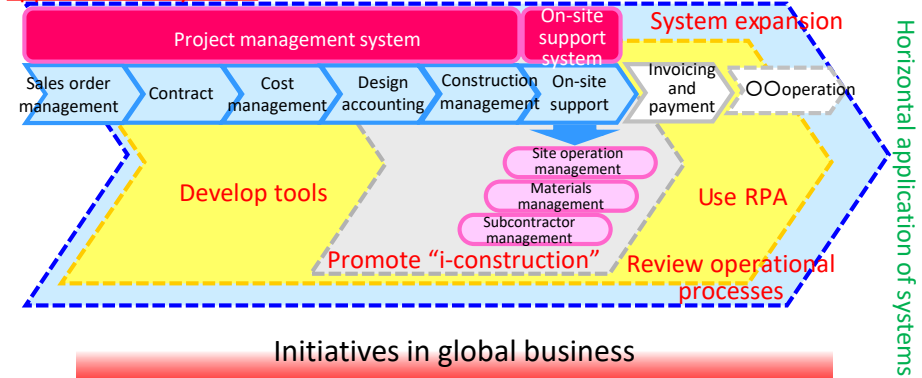 On-site
support
system
System expansion
Project management system
Sales order
management
Contract
Cost
management
Design
accounting
Construction
management
On-site
support
Invoicing
and
payment
〇〇operation
Site operation
management
Materials
management
Subcontractor
management
Develop tools
Use RPA
Promote “i-construction”
Review operational
processes
Horizontal application of systems
Initiatives in global business